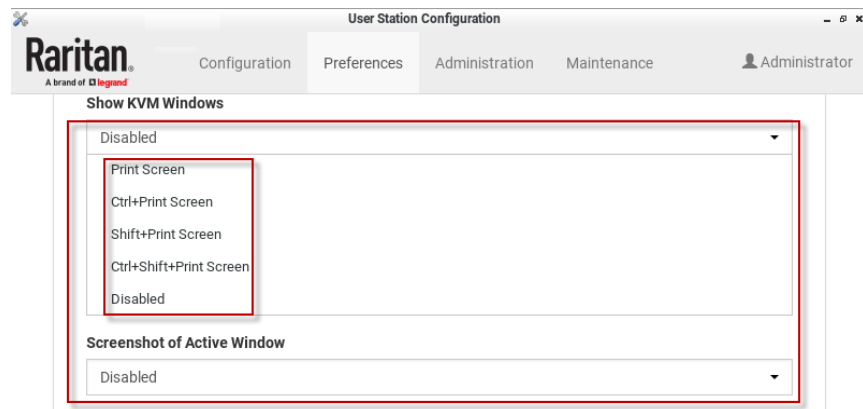 User Station Configuration
Raritan.
A brand of legrand
Configuration Preferences Administration Maintenance Administrator
Show KVM Windows
Disabled
Print Screen
Ctrl+Print Screen
Shift+Print Screen
Ctrl+Shift+Print Screen
Disabled
Screenshot of Active Window
Disabled